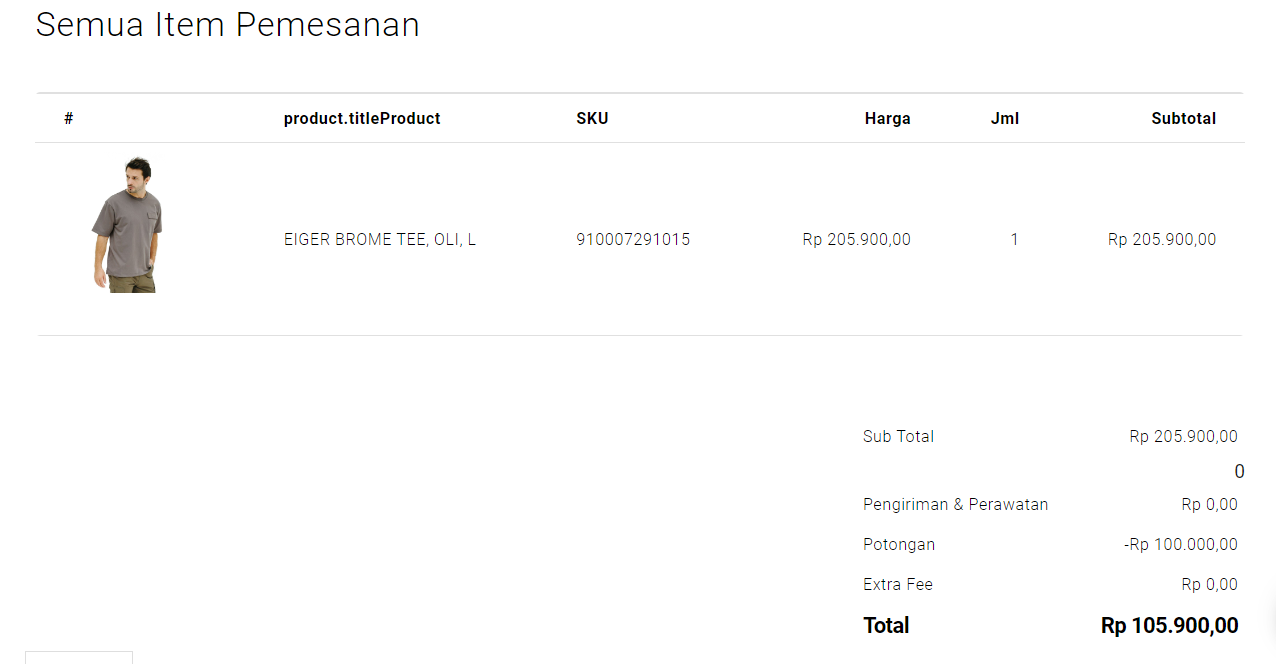 Semua Item Pemesanan
# product.titleProduct SKU Harga Jml Subtotal
EIGER BROME TEE, OLI, L 910007291015 Rp 205.900,00 1 Rp 205.900,00
Sub Total Rp 205.900,00
0
Pengiriman & Perawatan Rp 0,00
Potongan -Rp 100.000,00
Extra Fee Rp 0,00
Total Rp 105.900,00